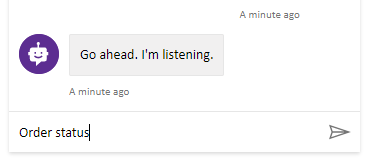 A minute ago
Go ahead. I'm listening.
A minute ago
Order status